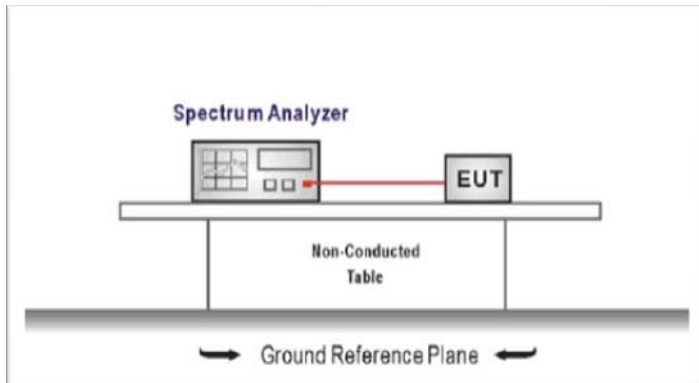 Spectrum Analyzer
EUT
Non-Conducted
Table
Ground Reference Plane